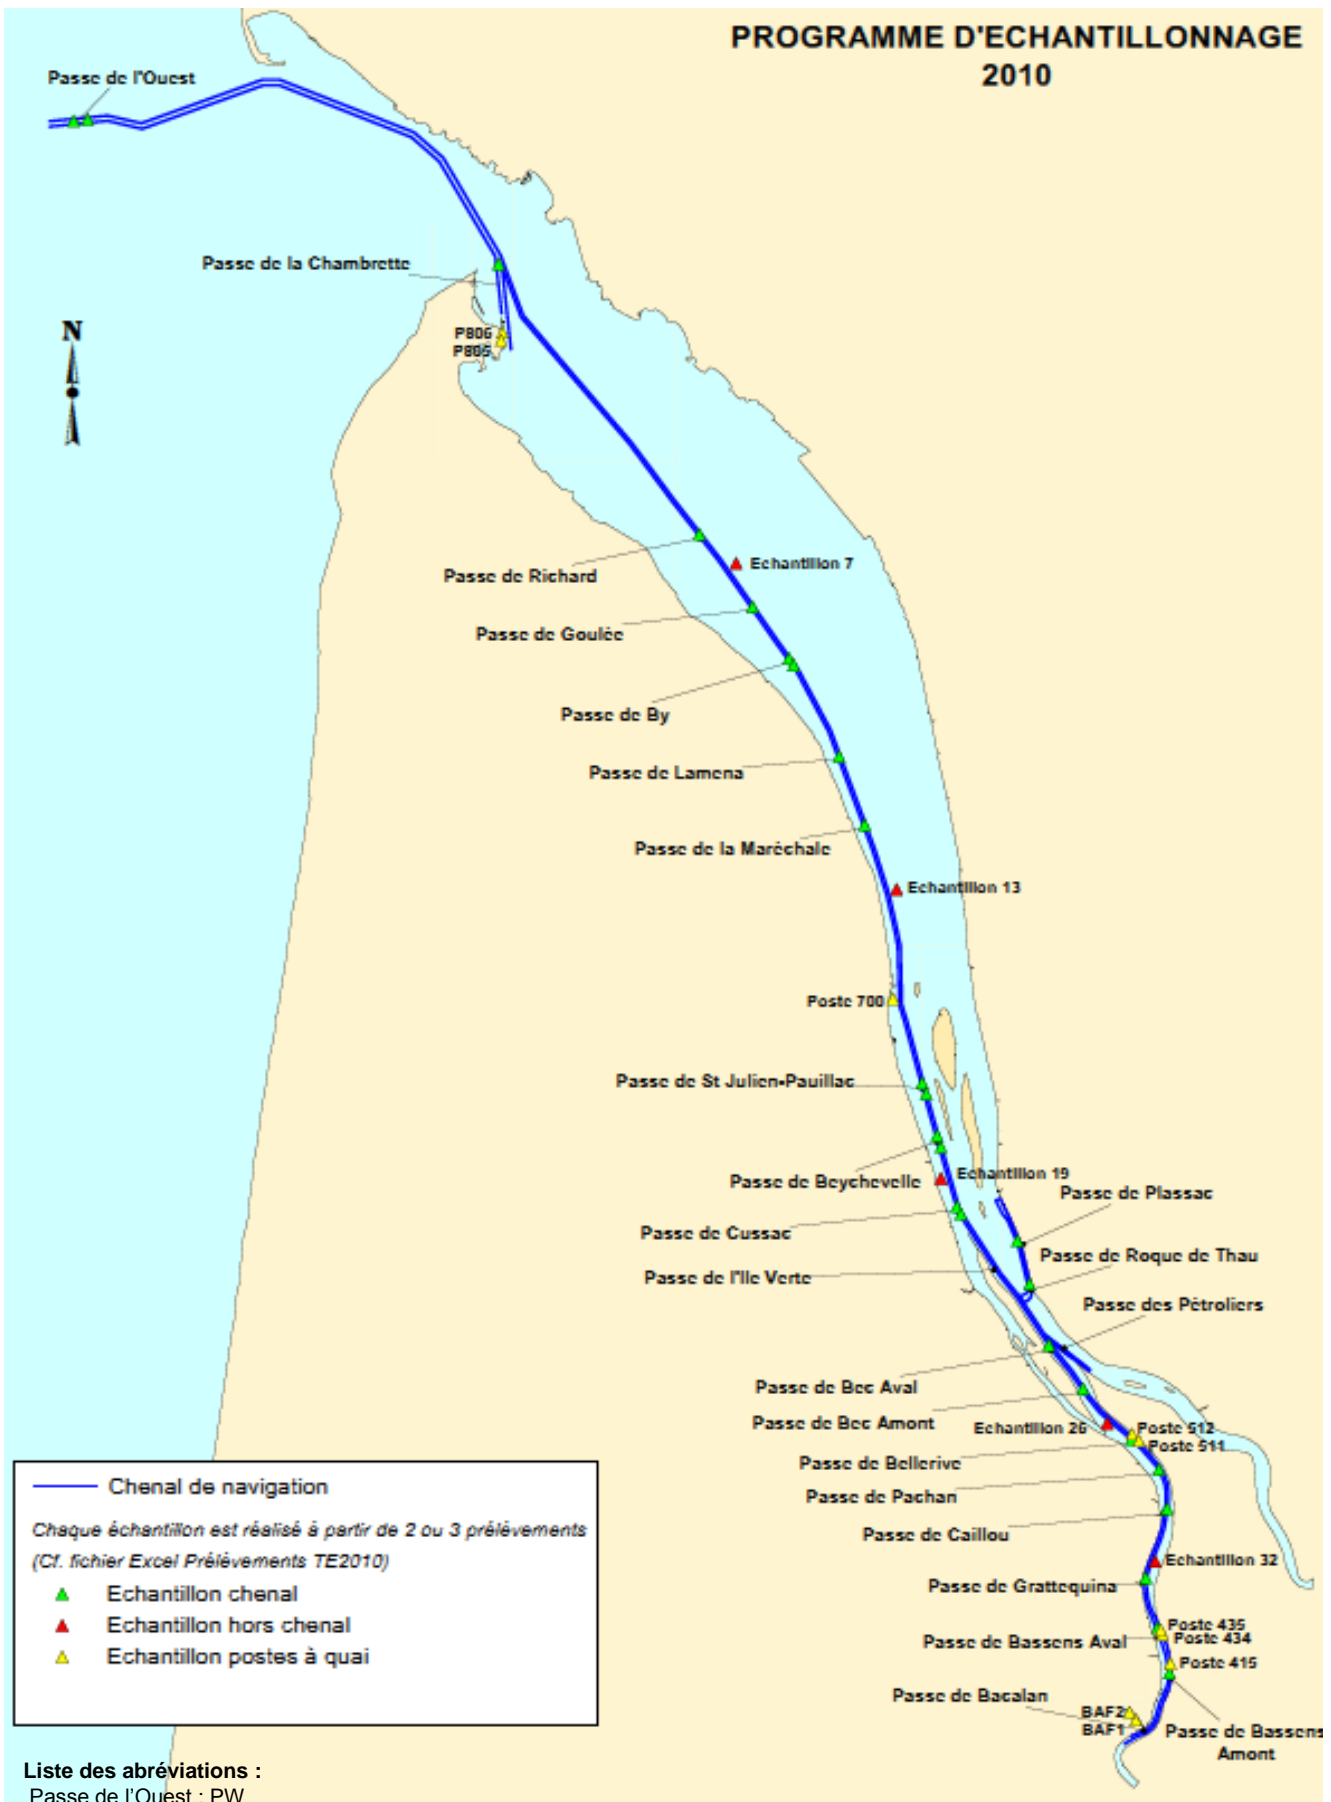 PROGRAMME D'ECHANTILLONNAGE
2010
Passe de l'Ouest
Passe de la Chambrette
N
P806
P805
Passe de Richard
Echantillon 7
Passe de Goulée
Passe de By
Passe de Lamena
Passe de la Maréchale
Echantillon 13
Poste 700
Passe de St Julien-Pauillac
Echantillon 19
Passe de Beychevelle
Passe de Plassac
Passe de Cussac
Passe de Roque de Thau
Passe de l'Ile Verte
Passe des Pétroliers
Passe de Bec Aval
Passe de Bec Amont
Echantillon 26
Poste 512
Poste 511
Passe de Bellerive
Passe de Pachan
Passe de Caillou
Echantillon 32
Passe de Grattequina
Poste 435
Poste 434
Passe de Bassens Aval
Poste 415
Passe de Bacalan
BAF2
BAF1
Passe de Bassens
Amont
Chenal de navigation
Chaque échantillon est réalisé à partir de 2 ou 3 prélèvements
(Cf. fichier Excel Prélèvements TE2010)
Echantillon chenal
Echantillon hors chenal
Echantillon postes à quai
Liste des abréviations :
Passe de l'Ouest : PW